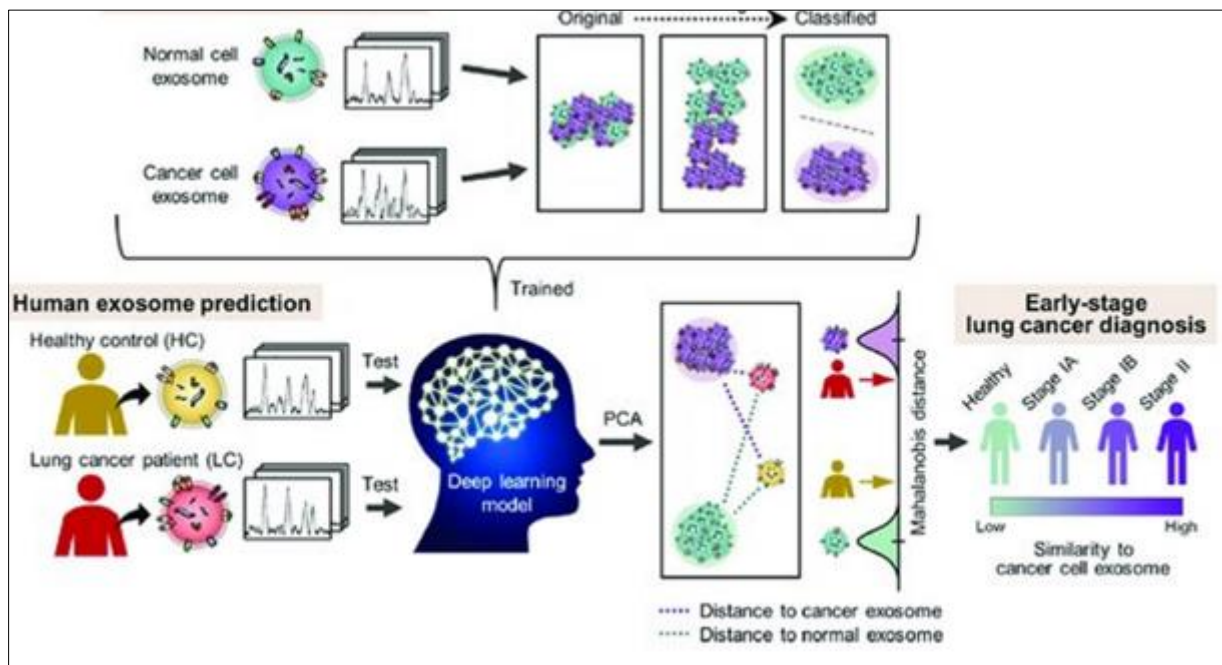 Original
Classified
Normal cell
exosome
Cancer cell
exosome
Trained
Human exosome prediction
Healthy control (HC)
Test
Lung cancer patient (LC)
Test
Deep learning
model
PCA
Mahalanobis distance
Distance to cancer exosome
Distance to normal exosome
Early-stage
lung cancer diagnosis
Healthy
Stage IA
Stage IB
Stage II
Low
High
Similarity to
cancer cell exosome